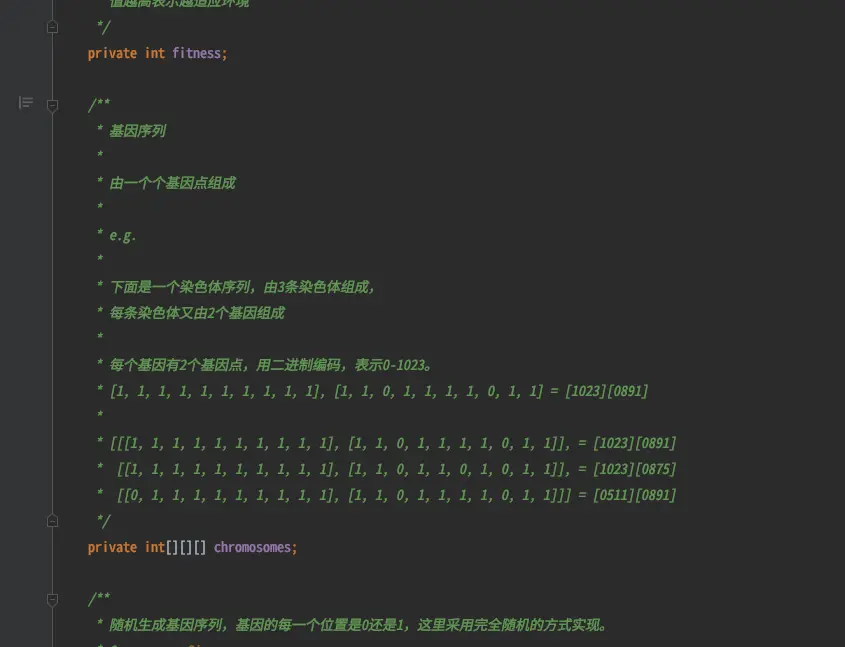 值越高表示越适应环境
*/
private int fitness;
/**
* 基因序列
*
* 由一个个基因点组成
*
* e.g.
*
* 下面是一个染色体序列，由3条染色体组成，
* 每条染色体又由2个基因组成
*
* 每个基因有2个基因点，用二进制编码，表示0-1023。
* [1, 1, 1, 1, 1, 1, 1, 1, 1, 1], [1, 1, 0, 1, 1, 1, 1, 0, 1, 1] = [1023][0891]
*
* [[[1, 1, 1, 1, 1, 1, 1, 1, 1, 1], [1, 1, 0, 1, 1, 1, 1, 0, 1, 1]], = [1023][0891]
*  [[1, 1, 1, 1, 1, 1, 1, 1, 1, 1], [1, 1, 0, 1, 1, 0, 1, 0, 1, 1]], = [1023][0875]
*  [[0, 1, 1, 1, 1, 1, 1, 1, 1, 1], [1, 1, 0, 1, 1, 1, 1, 0, 1, 1]]] = [0511][0891]
*/
private int[][][] chromosomes;
/**
* 随机生成基因序列，基因的每一个位置是0还是1，这里采用完全随机的方式实现。